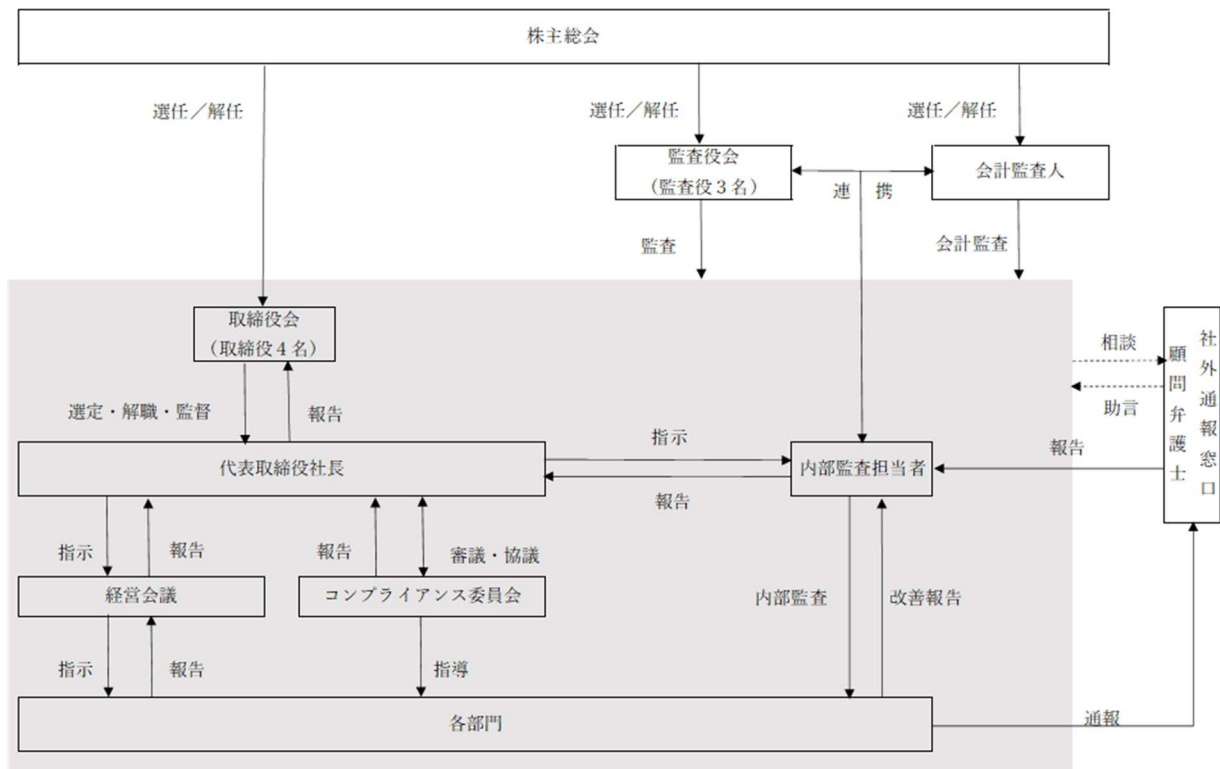 株主総会
選任／解任
選任／解任
選任／解任
監査役会
（監査役３名）
会計監査人
連　携
監査
会計監査
取締役会
（取締役４名）
相談
助言
社外通報窓口
顧問弁護士
選定・解職・監督
報告
指示
報告
代表取締役社長
内部監査担当者
報告
指示
報告
報告
審議・協議
経営会議
コンプライアンス委員会
内部監査
改善報告
指示
報告
指導
各部門
通報